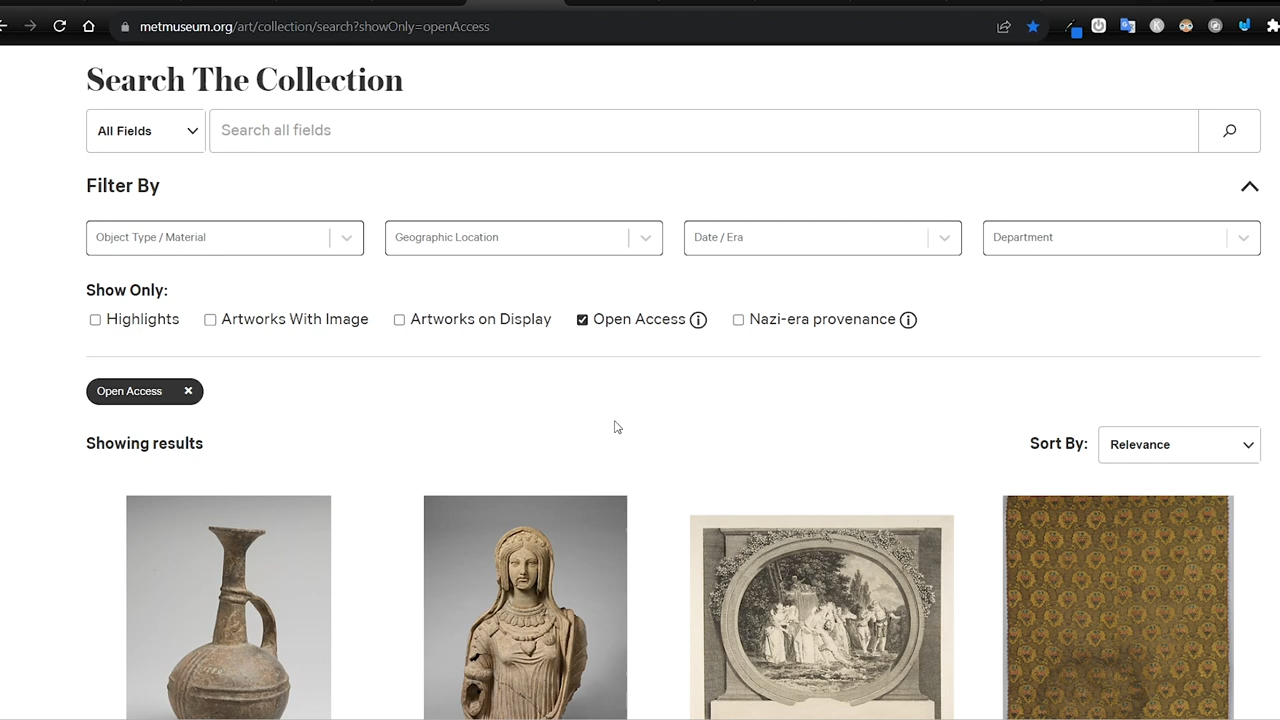 metmuseum.org/art/collection/search?showOnly=openAccess
Search The Collection
All Fields
Search all fields
Filter By
Object Type / Material
Geographic Location
Date / Era
Department
Show Only:
Highlights
Artworks With Image
Artworks on Display
Open Access
Nazi-era provenance
Open Access
Showing results
Sort By:
Relevance